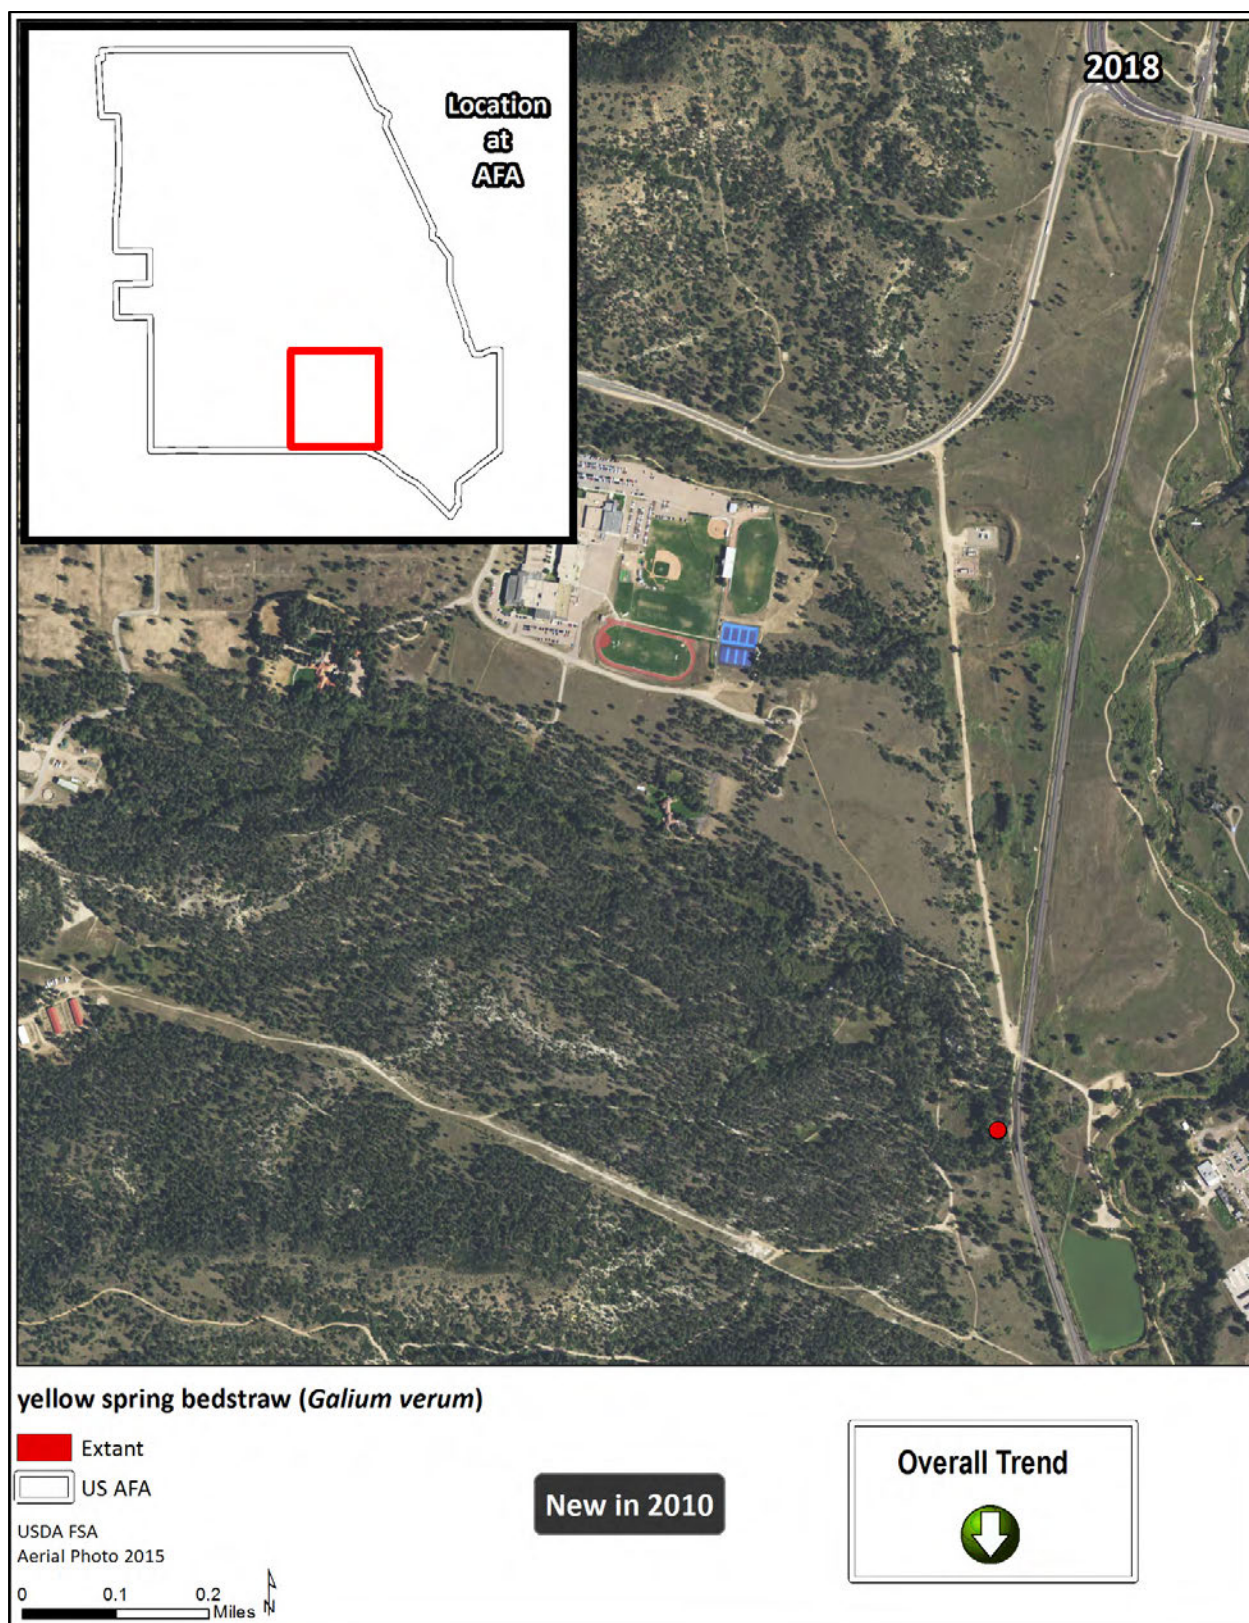 Location
at
AFA
2018
yellow spring bedstraw (Galium verum)
Extant
US AFA
USDA FSA
Aerial Photo 2015
0 0.1 0.2
Miles
N
New in 2010
Overall Trend